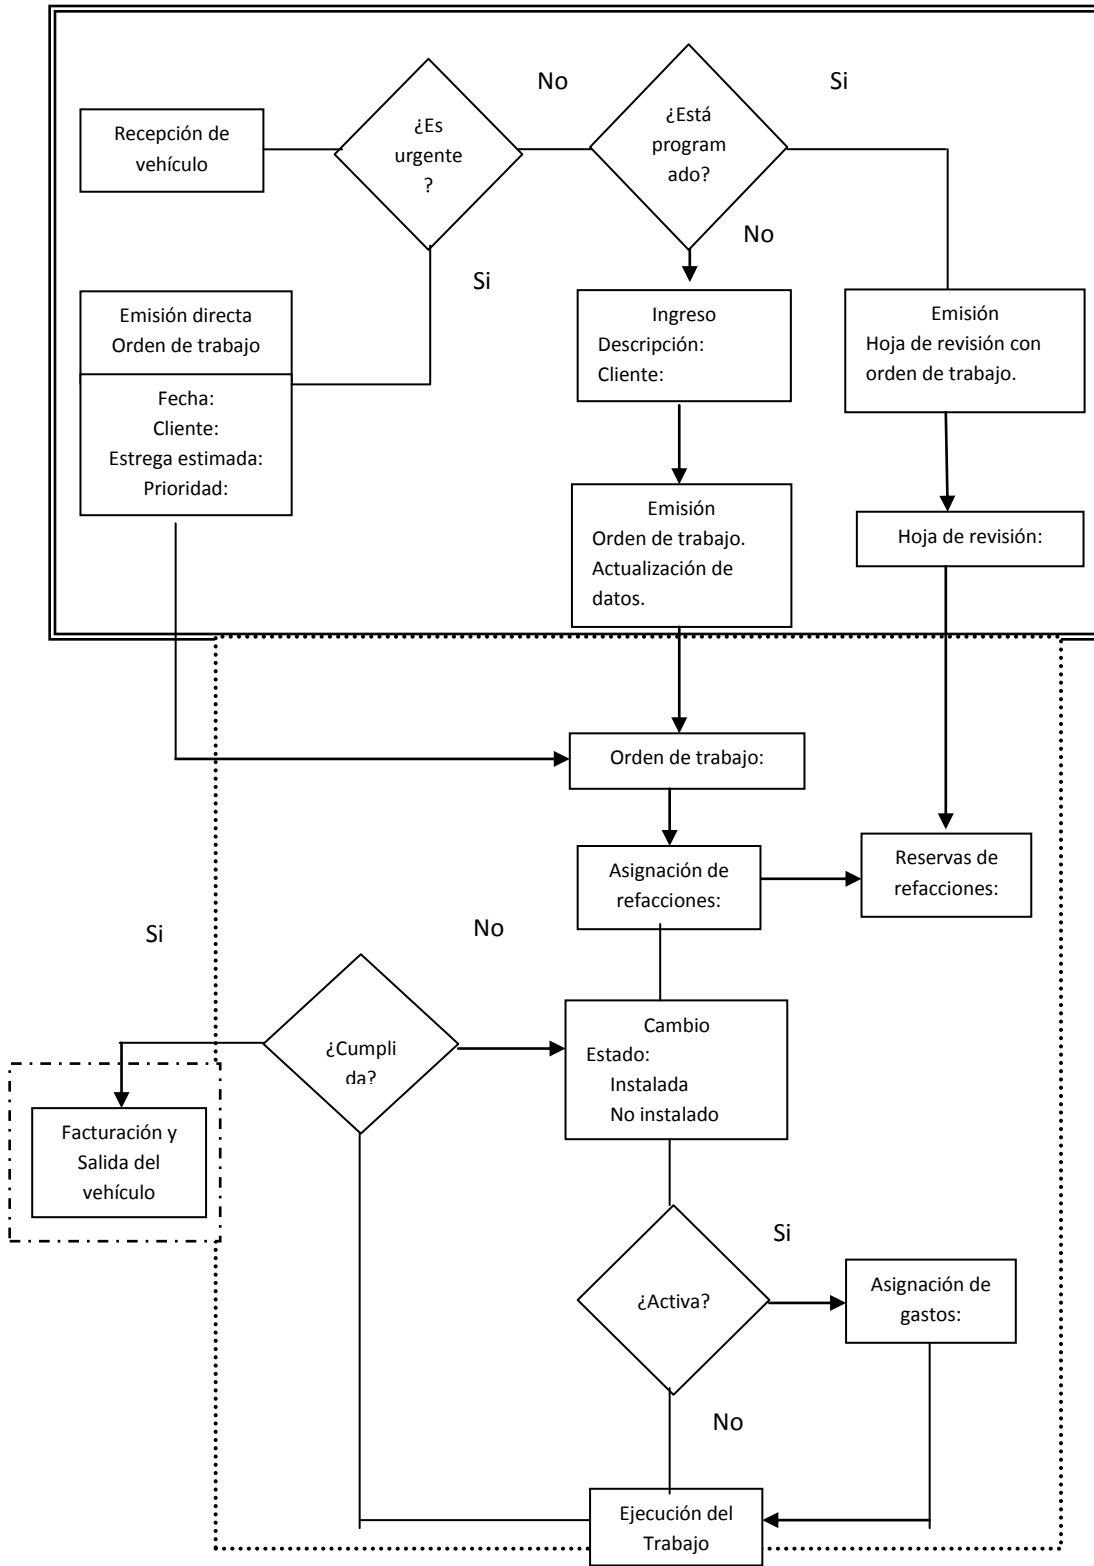 No
Si
Recepción de
vehículo
¿Es
urgente
?
¿Está
program
ado?
No
Si
Emisión directa
Orden de trabajo
Fecha:
Cliente:
Estrega estimada:
Prioridad:
Ingreso
Descripción:
Cliente:
Emisión
Hoja de revisión con
orden de trabajo.
Emisión
Orden de trabajo.
Actualización de
datos.
Hoja de revisión:
Orden de trabajo:
Asignación de
refacciones:
Reservas de
refacciones:
Si
No
¿Cumpli
da?
Cambio
Estado:
Instalada
No instalado
Facturación y
Salida del
vehículo
Si
¿Activa?
Asignación de
gastos:
No
Ejecución del
Trabajo